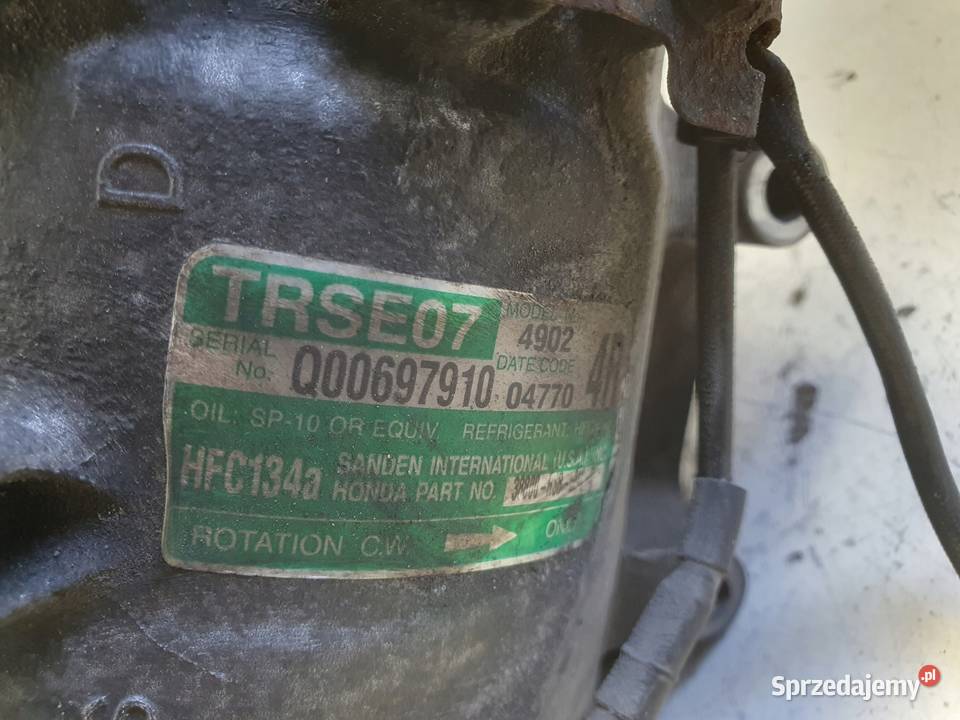 D
TRSE07
MODEL
4902
SERIAL No. Q00697910
DATE CODE
04770
OIL: SP-10 OR EQUIV. REFRIGERANT:
HFC134a
SANDEN INTERNATIONAL (U.S.A.)
HONDA PART NO.
ROTATION C.W.
Sprzedajemy.pl